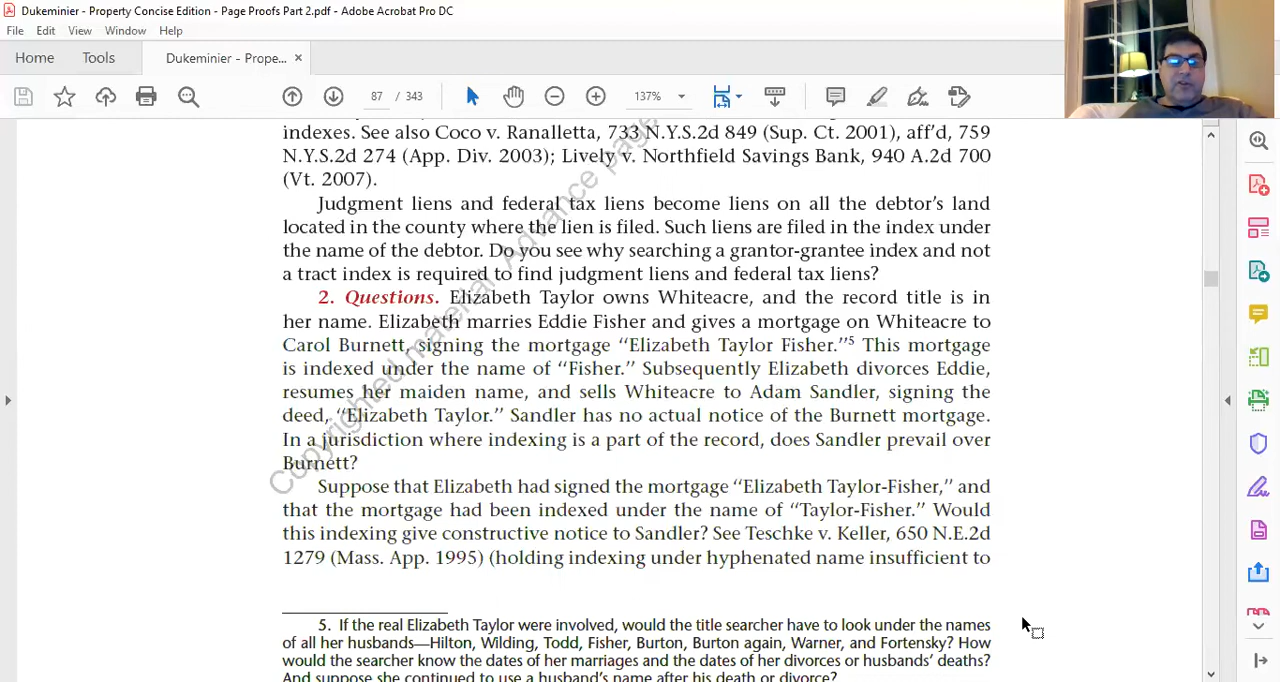 Dukeminier - Property Concise Edition - Page Proofs Part 2.pdf - Adobe Acrobat Pro DC
File Edit View Window Help
Home Tools Dukeminier - Prope... ×
87 / 343 137%
indexes. See also Coco v. Ranalletta, 733 N.Y.S.2d 849 (Sup. Ct. 2001), aff’d, 759
N.Y.S.2d 274 (App. Div. 2003); Lively v. Northfield Savings Bank, 940 A.2d 700
(Vt. 2007).
Judgment liens and federal tax liens become liens on all the debtor’s land
located in the county where the lien is filed. Such liens are filed in the index under
the name of the debtor. Do you see why searching a grantor-grantee index and not
a tract index is required to find judgment liens and federal tax liens?
2. Questions. Elizabeth Taylor owns Whiteacre, and the record title is in
her name. Elizabeth marries Eddie Fisher and gives a mortgage on Whiteacre to
Carol Burnett, signing the mortgage “Elizabeth Taylor Fisher.”5 This mortgage
is indexed under the name of “Fisher.” Subsequently Elizabeth divorces Eddie,
resumes her maiden name, and sells Whiteacre to Adam Sandler, signing the
deed, “Elizabeth Taylor.” Sandler has no actual notice of the Burnett mortgage.
In a jurisdiction where indexing is a part of the record, does Sandler prevail over
Burnett?
Suppose that Elizabeth had signed the mortgage “Elizabeth Taylor-Fisher,” and
that the mortgage had been indexed under the name of “Taylor-Fisher.” Would
this indexing give constructive notice to Sandler? See Teschke v. Keller, 650 N.E.2d
1279 (Mass. App. 1995) (holding indexing under hyphenated name insufficient to
5. If the real Elizabeth Taylor were involved, would the title searcher have to look under the names
of all her husbands—Hilton, Wilding, Todd, Fisher, Burton, Burton again, Warner, and Fortensky? How
would the searcher know the dates of her marriages and the dates of her divorces or husbands’ deaths?
And suppose she continued to use a husband’s name after his death or divorce?
Copyrighted material. Advance page